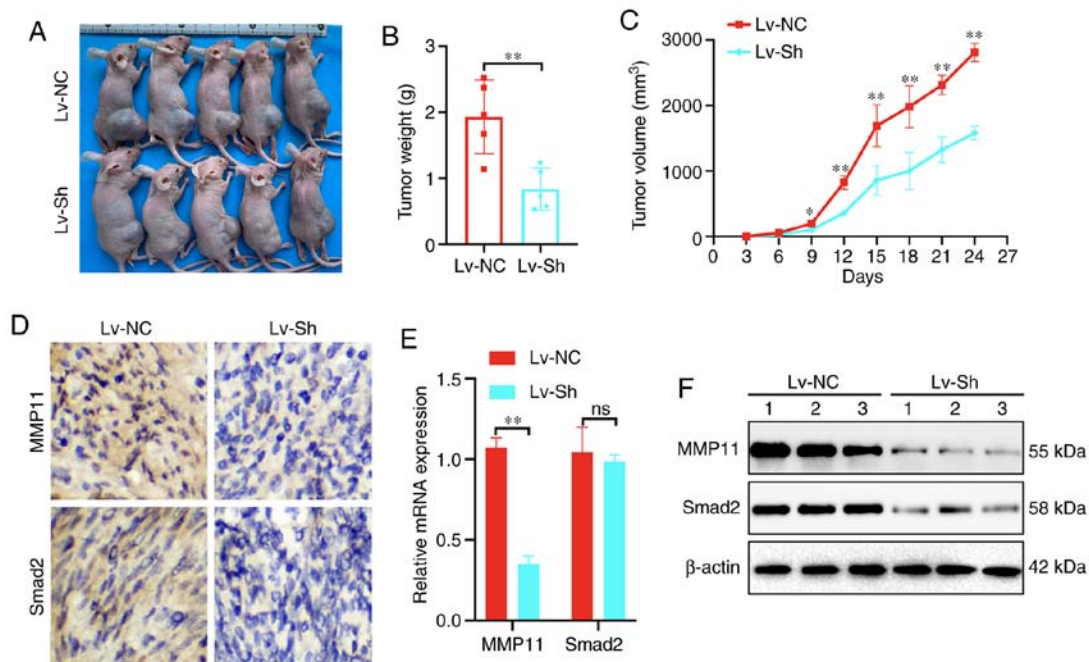 A
Lv-NC
Lv-Sh
B
Tumor weight (g)
3
2
1
0
**
Lv-NC Lv-Sh
C
Lv-NC
Lv-Sh
Tumor volume (mm³)
3000
2000
1000
0
* ** ** ** ** **
0 3 6 9 12 15 18 21 24 27
Days
D
Lv-NC Lv-Sh
MMP11
Smad2
E
Lv-NC
Lv-Sh
Relative mRNA expression
1.5
1.0
0.5
0.0
** ns
MMP11 Smad2
F
Lv-NC Lv-Sh
1 2 3 1 2 3
MMP11 55 kDa
Smad2 58 kDa
β-actin 42 kDa